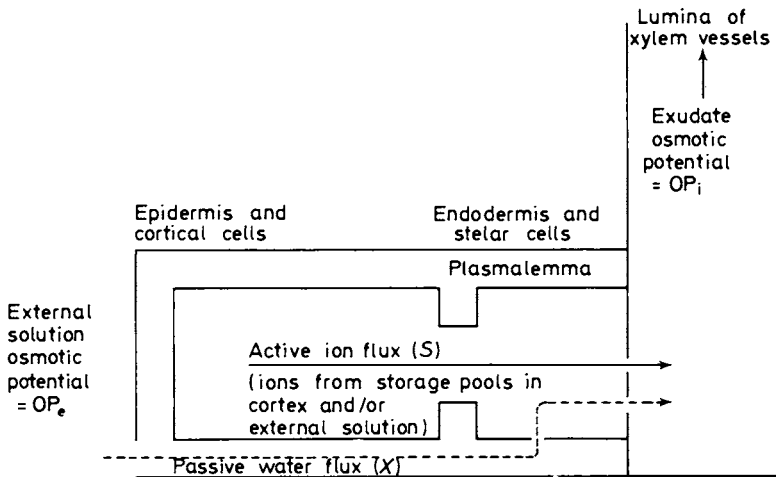 Lumina of
xylem vessels
Exudate
osmotic
potential
= OPi
Epidermis and
cortical cells
Endodermis and
stelar cells
Plasmalemma
External
solution
osmotic
potential
= OPe
Active ion flux (S)
(ions from storage pools in
cortex and/or
external solution)
Passive water flux (X)